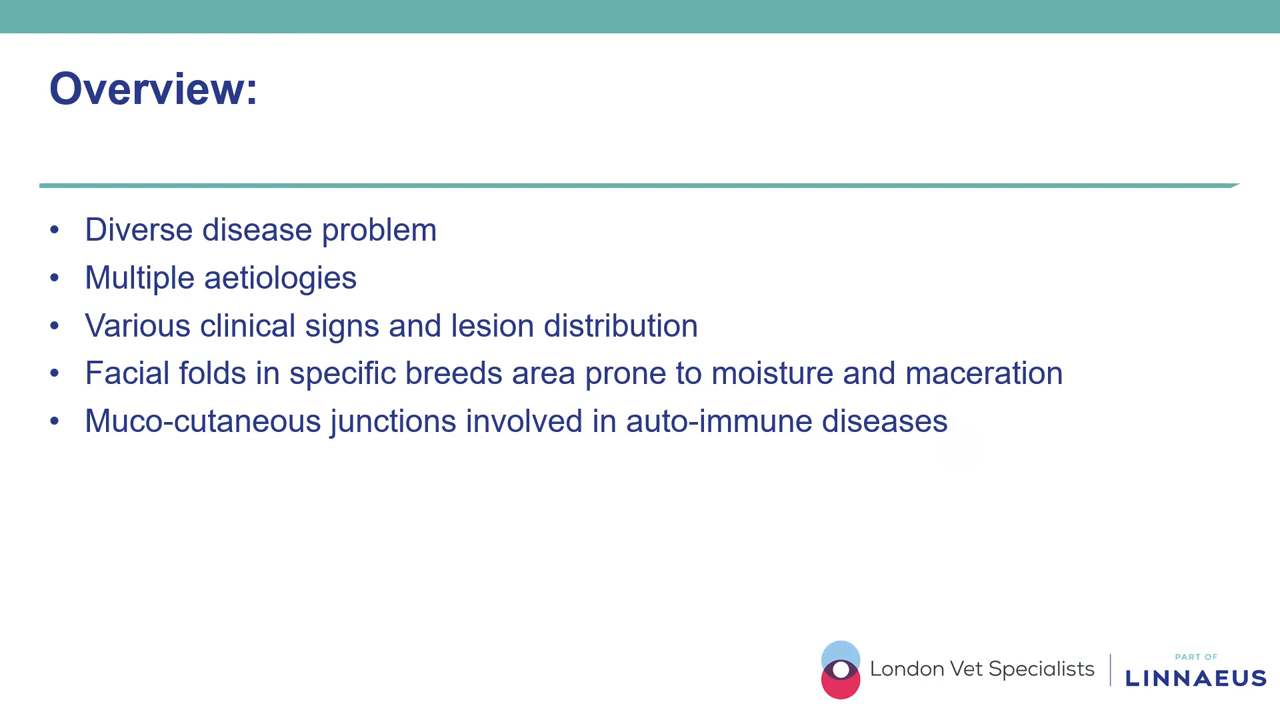 Overview:
• Diverse disease problem
• Multiple aetiologies
• Various clinical signs and lesion distribution
• Facial folds in specific breeds area prone to moisture and maceration
• Muco-cutaneous junctions involved in auto-immune diseases
London Vet Specialists
PART OF
LINNAEUS